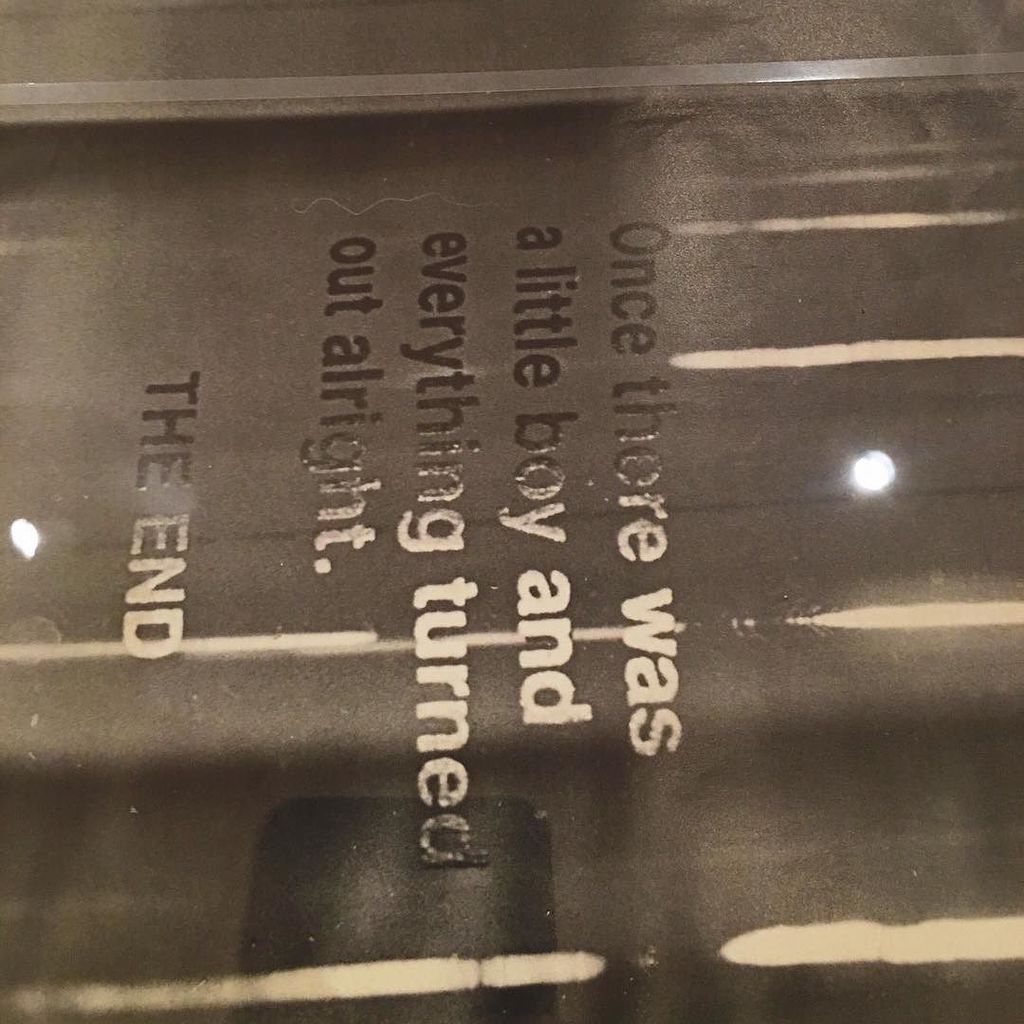 Once there was
a little boy and
everything turned
out alright.
THE END